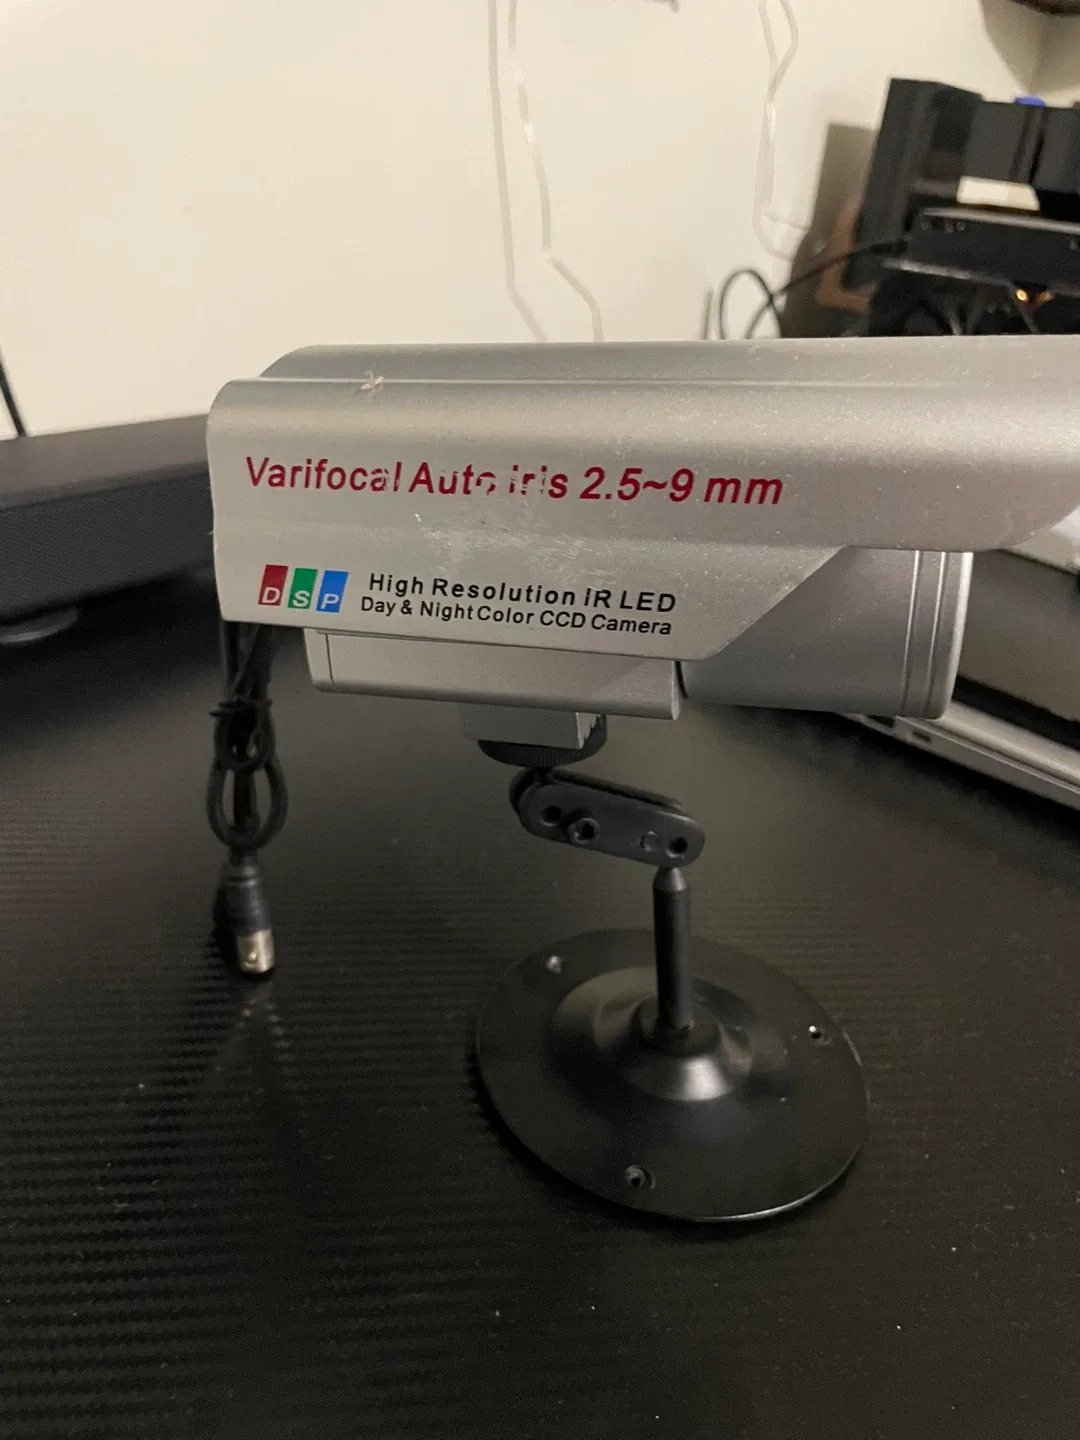 Varifocal Auto iris 2.5~9 mm
DSP
High Resolution IR LED
Day & Night Color CCD Camera